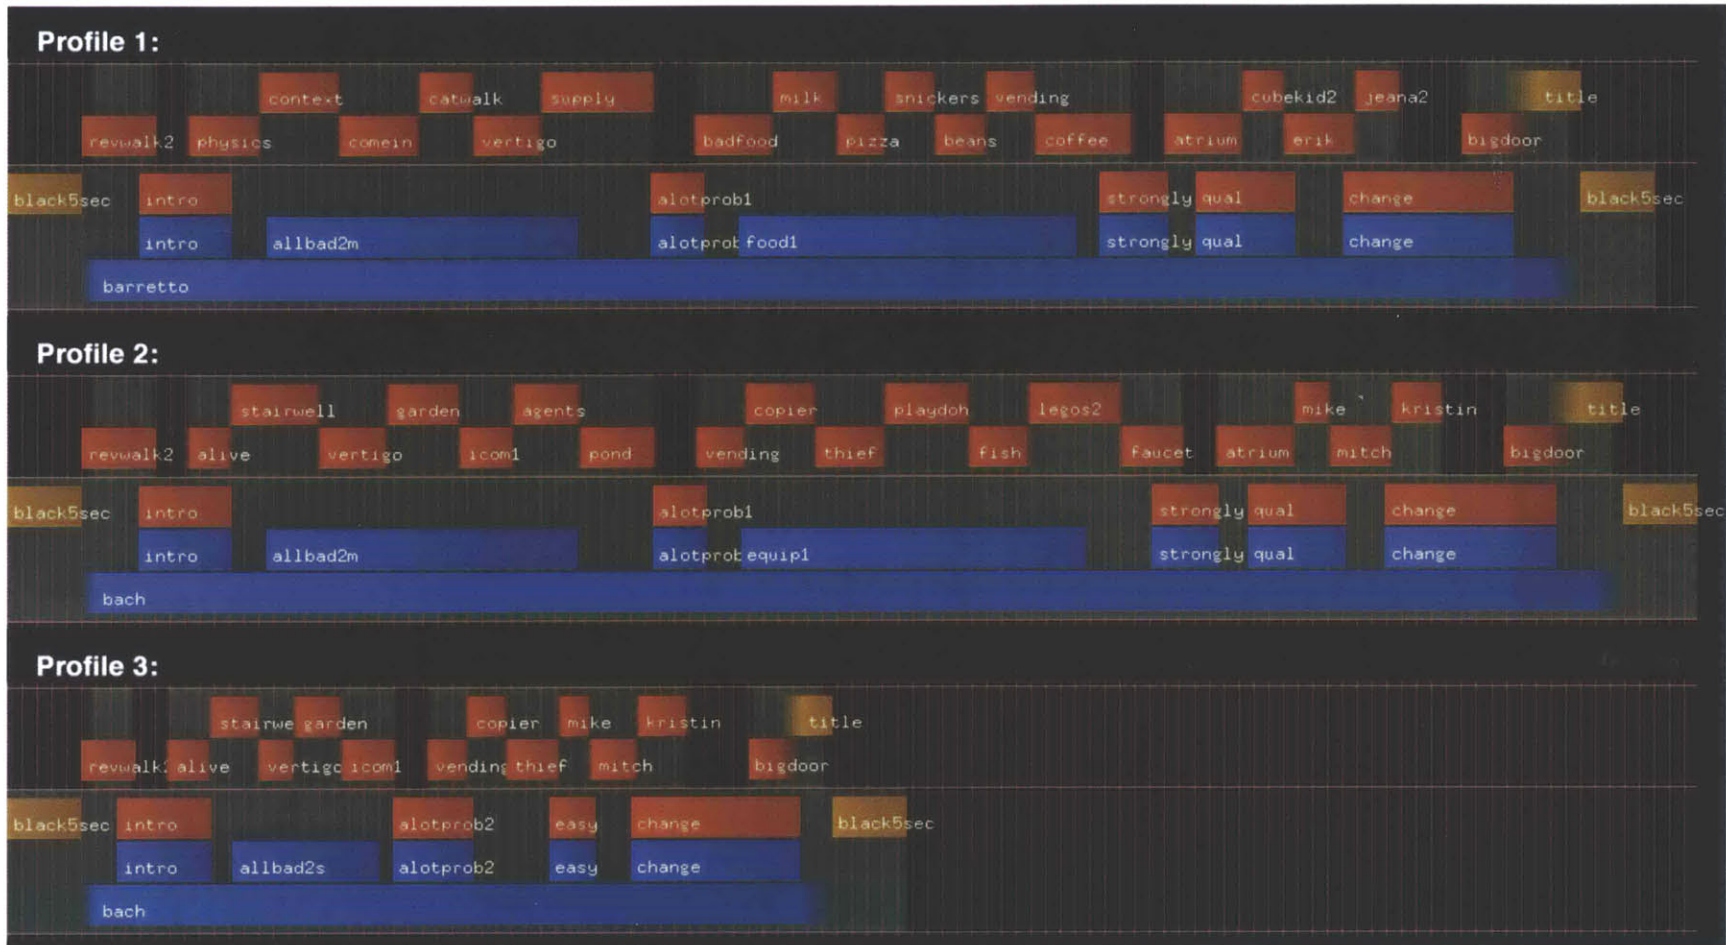 Profile 1:
context catwalk supply milk snickers vending cubekid2 jeana2 title
revwalk2 physics comein vertigo badfood pizza beans coffee atrium erik bigdoor
black5sec intro alotprob1 strongly qual change black5sec
intro allbad2m alotprob food1 strongly qual change
barretto
Profile 2:
stairwell garden agents copier playdoh legos2 mike kristin title
revwalk2 alive vertigo icom1 pond vending thief fish faucet atrium mitch bigdoor
black5sec intro alotprob1 strongly qual change black5sec
intro allbad2m alotprob equip1 strongly qual change
bach
Profile 3:
stairwe garden copier mike kristin title
revwalk2 alive vertigo icom1 vending thief mitch bigdoor
black5sec intro alotprob2 easy change black5sec
intro allbad2s alotprob2 easy change
bach